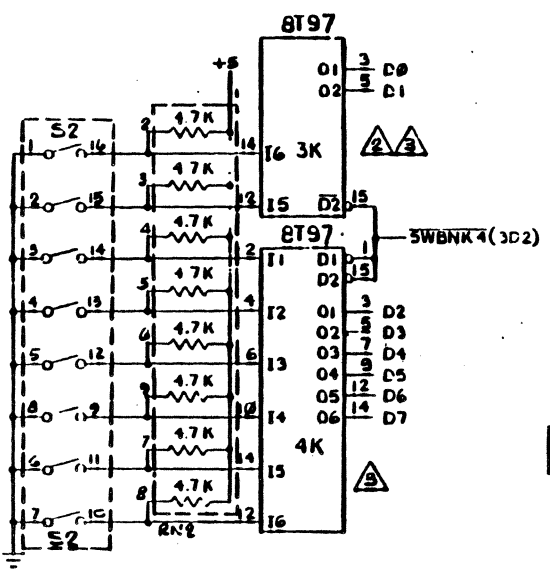 8T97
+5
O1 3 D0
O2 5 D1
S2
1 16 2 4.7K 14 I6 3K 2 3
2 15 3 4.7K 12 I5 D2 15
8T97
3 14 4 4.7K 2 I1 D1 1 SWBNK4(3D2)
D2 15
4 13 5 4.7K 4 I2 O1 3 D2
O2 5 D3
5 12 6 4.7K 6 I3 O3 7 D4
O4 9 D5
O5 12 D6
8 9 9 4.7K 10 I4 O6 14 D7
4K
6 11 7 4.7K 14 I5
7 10 8 4.7K 12 I6
S2
RN2